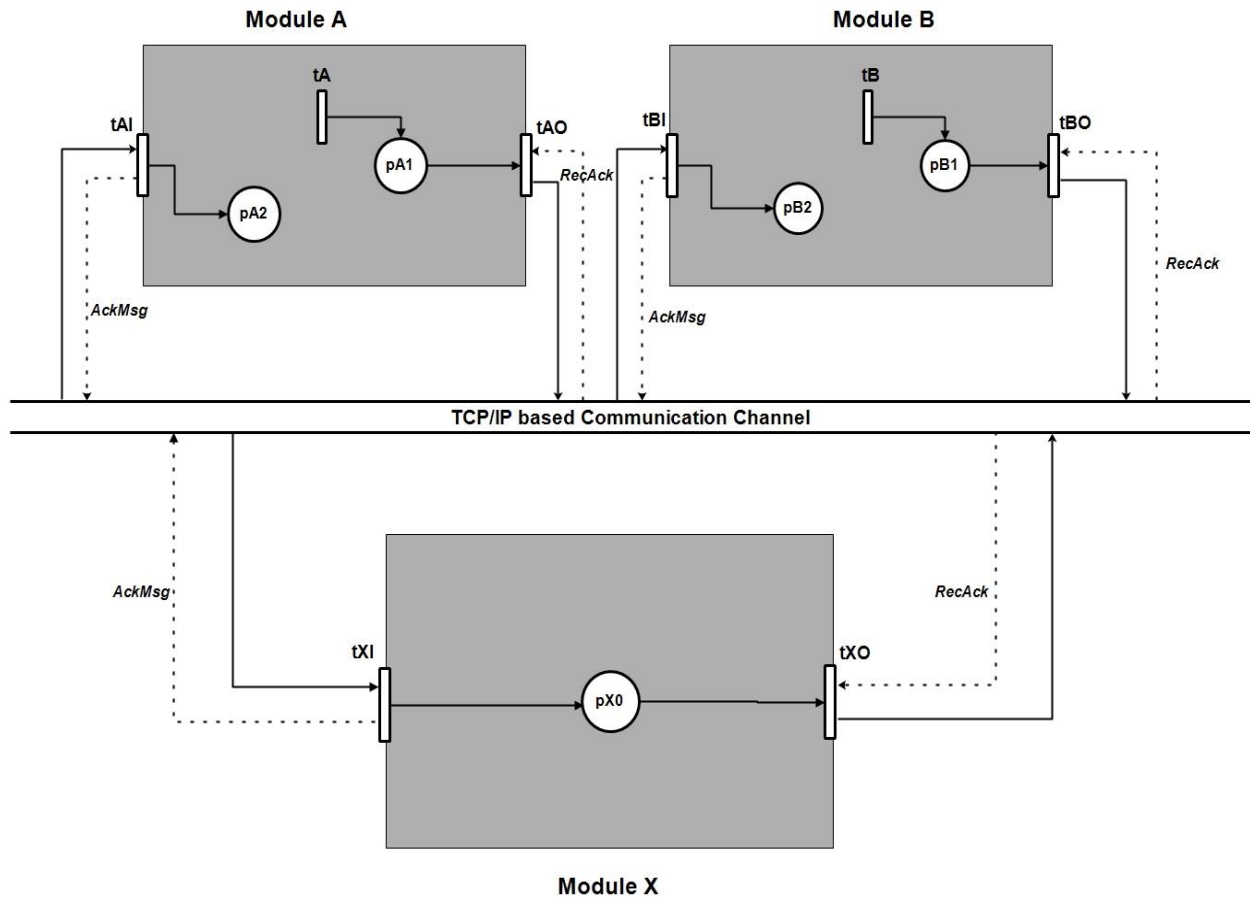 Module A
Module B
tA
tB
tAI
tAO
tBI
tBO
pA1
RecAck
pB1
pA2
pB2
RecAck
AckMsg
AckMsg
TCP/IP based Communication Channel
AckMsg
RecAck
tXI
tXO
pX0
Module X